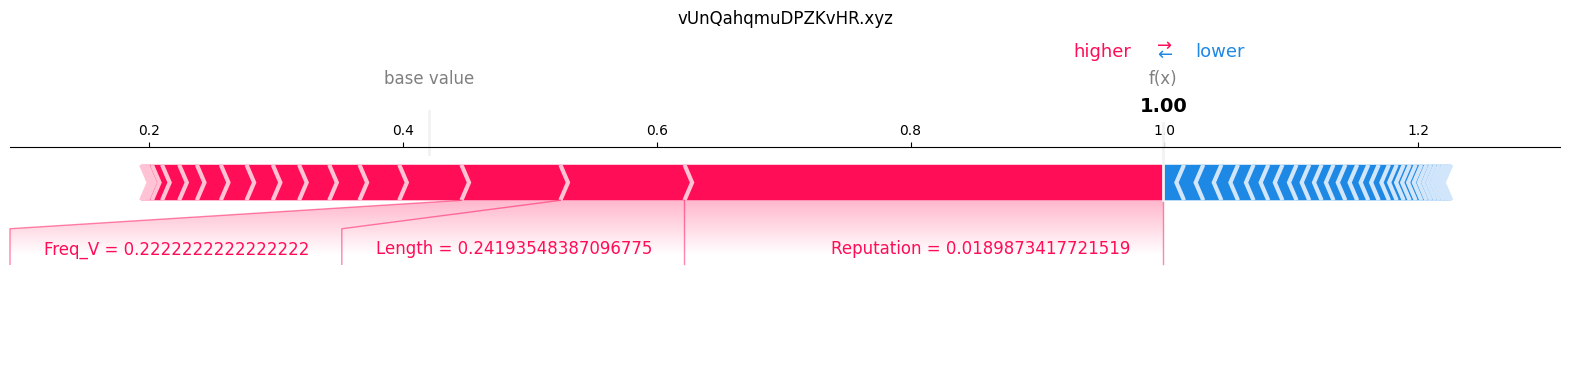 vUnQahqmuDPZKvHR.xyz
higher ⇄ lower
base value
f(x)
1.00
0.2 0.4 0.6 0.8 1.0 1.2
Freq_V = 0.2222222222222222
Length = 0.24193548387096775
Reputation = 0.0189873417721519